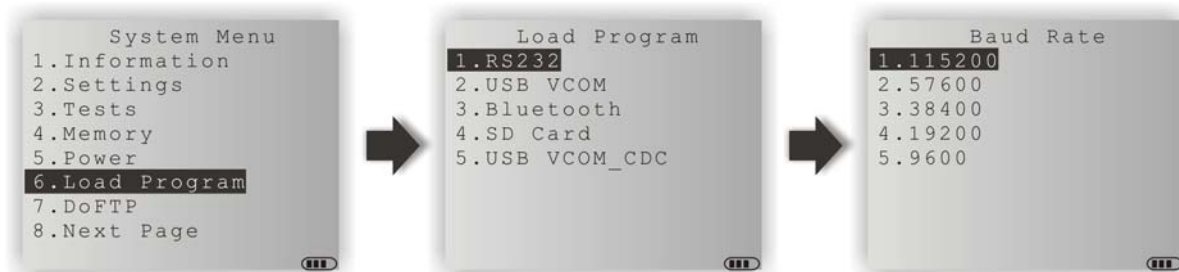 System Menu
1.Information
2.Settings
3.Tests
4.Memory
5.Power
6.Load Program
7.DoFTP
8.Next Page
Load Program
1.RS232
2.USB VCOM
3.Bluetooth
4.SD Card
5.USB VCOM_CDC
Baud Rate
1.115200
2.57600
3.38400
4.19200
5.9600